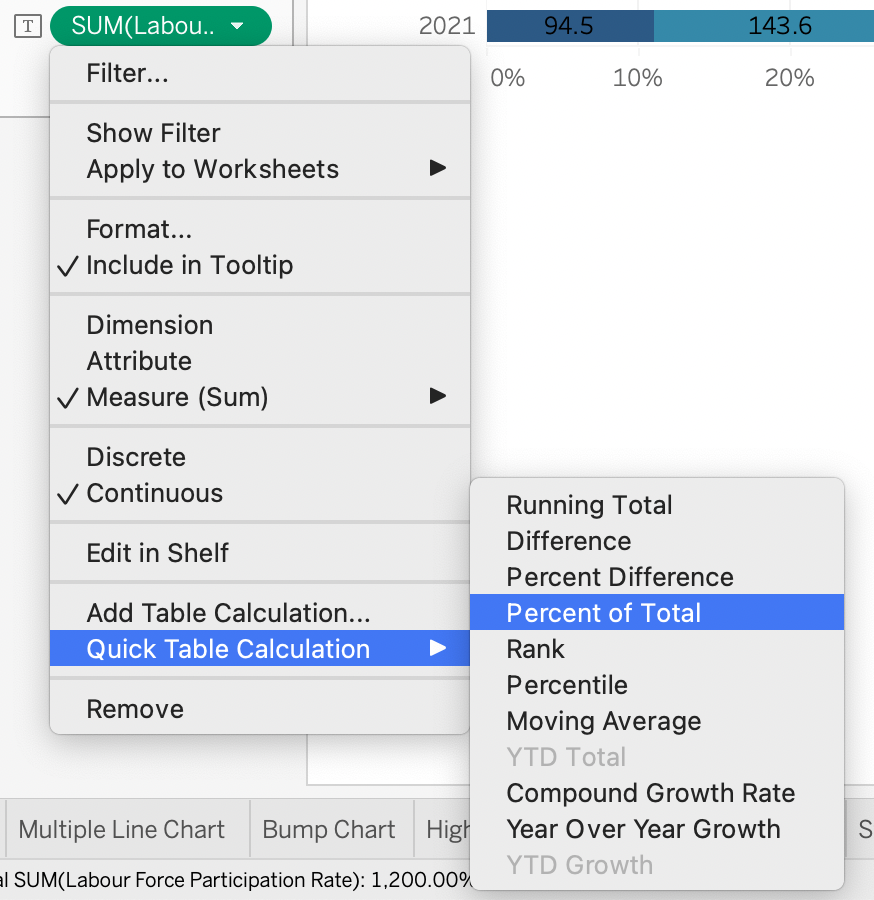 T SUM(Labou.. 2021 94.5 143.6
0% 10% 20%
Filter...
Show Filter
Apply to Worksheets
Format...
Include in Tooltip
Dimension
Attribute
Measure (Sum)
Discrete
Continuous
Edit in Shelf
Add Table Calculation...
Quick Table Calculation
Remove
Running Total
Difference
Percent Difference
Percent of Total
Rank
Percentile
Moving Average
YTD Total
Compound Growth Rate
Year Over Year Growth
YTD Growth
Multiple Line Chart Bump Chart High S
al SUM(Labour Force Participation Rate): 1,200.00%